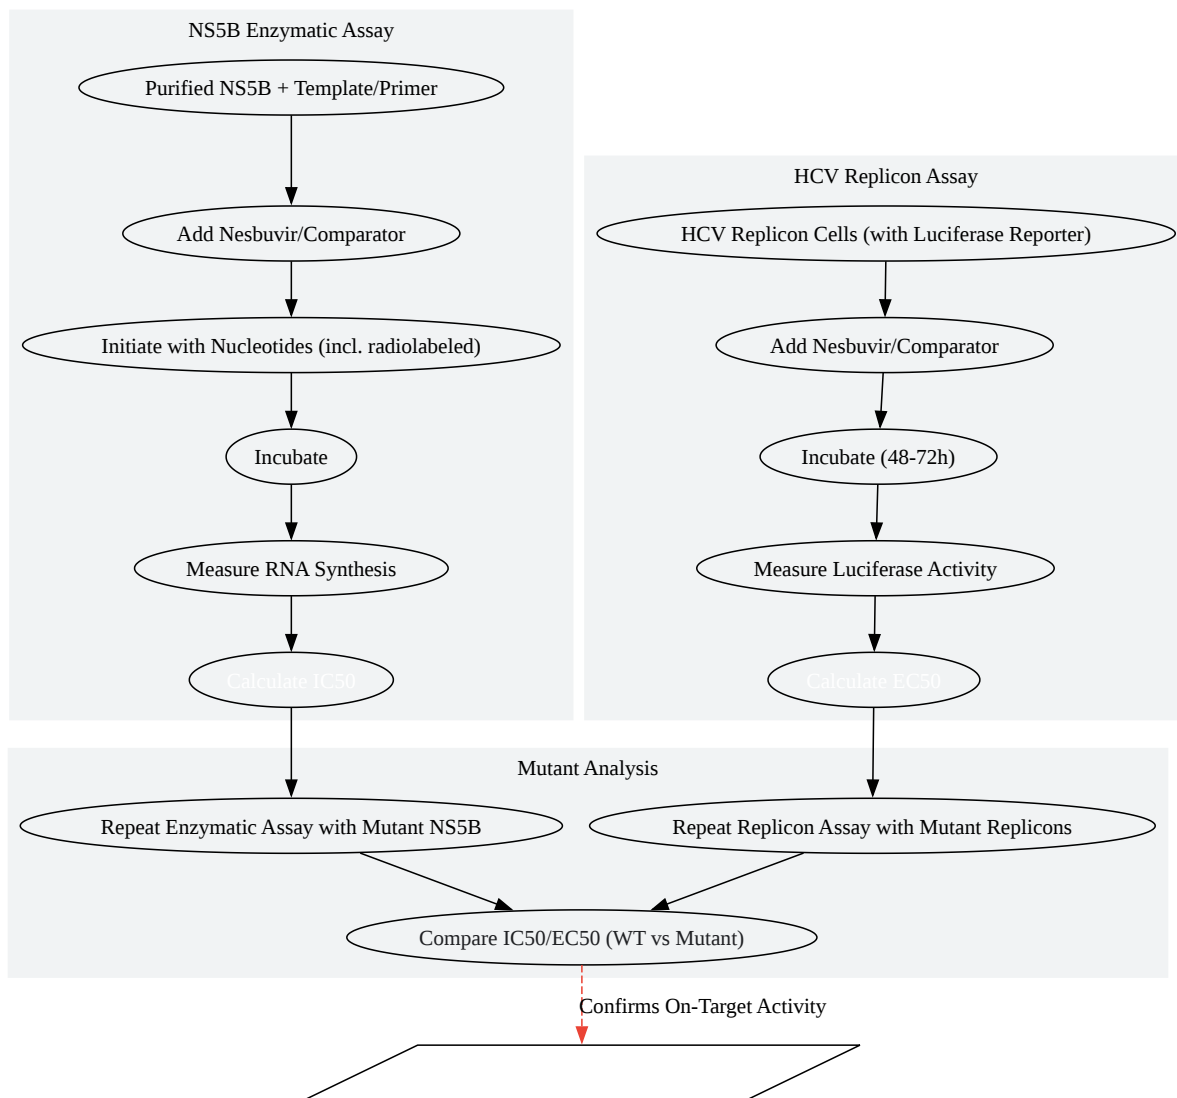 NS5B Enzymatic Assay
Purified NS5B + Template/Primer
Add Nesbuvir/Comparator
Initiate with Nucleotides (incl. radiolabeled)
Incubate
Measure RNA Synthesis
Calculate IC50
HCV Replicon Assay
HCV Replicon Cells (with Luciferase Reporter)
Add Nesbuvir/Comparator
Incubate (48-72h)
Measure Luciferase Activity
Calculate EC50
Mutant Analysis
Repeat Enzymatic Assay with Mutant NS5B
Repeat Replicon Assay with Mutant Replicons
Compare IC50/EC50 (WT vs Mutant)
Confirms On-Target Activity